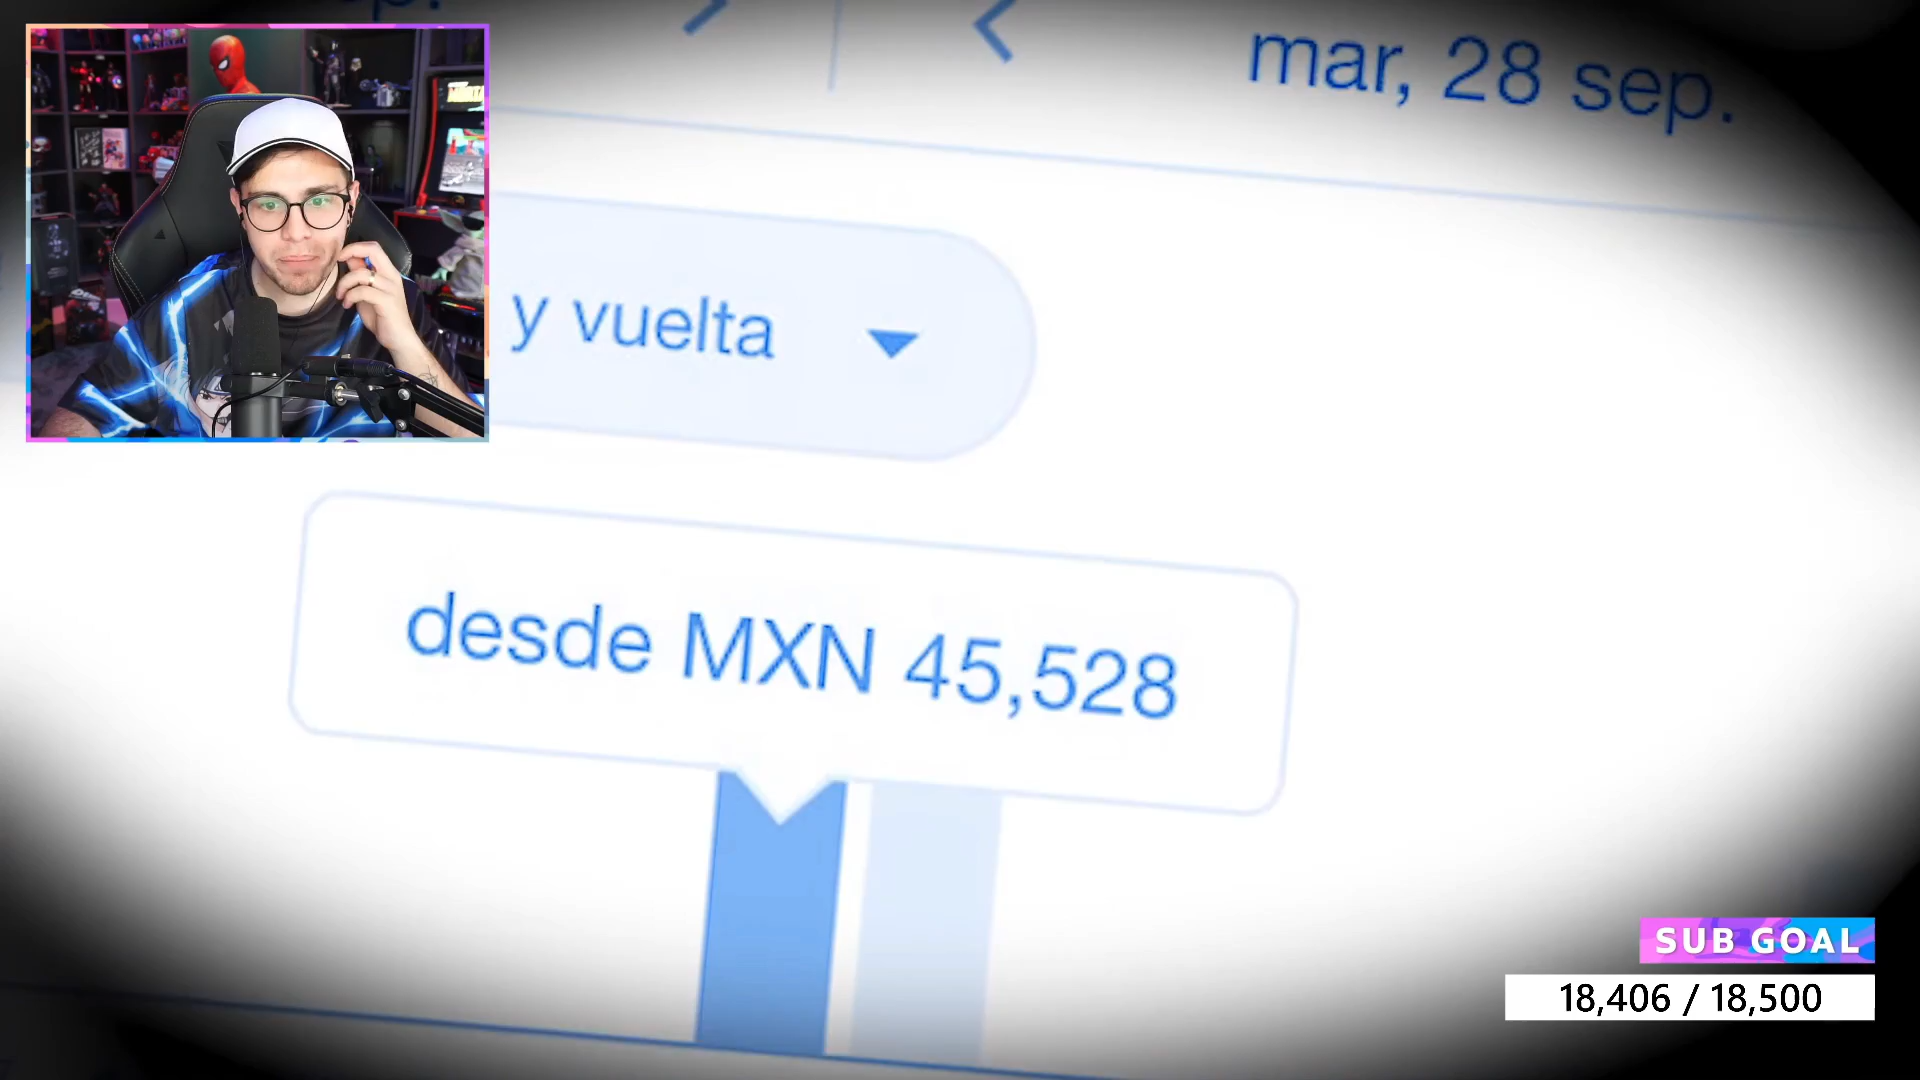 mar, 28 sep.
y vuelta
desde MXN 45,528
SUB GOAL
18,406 / 18,500